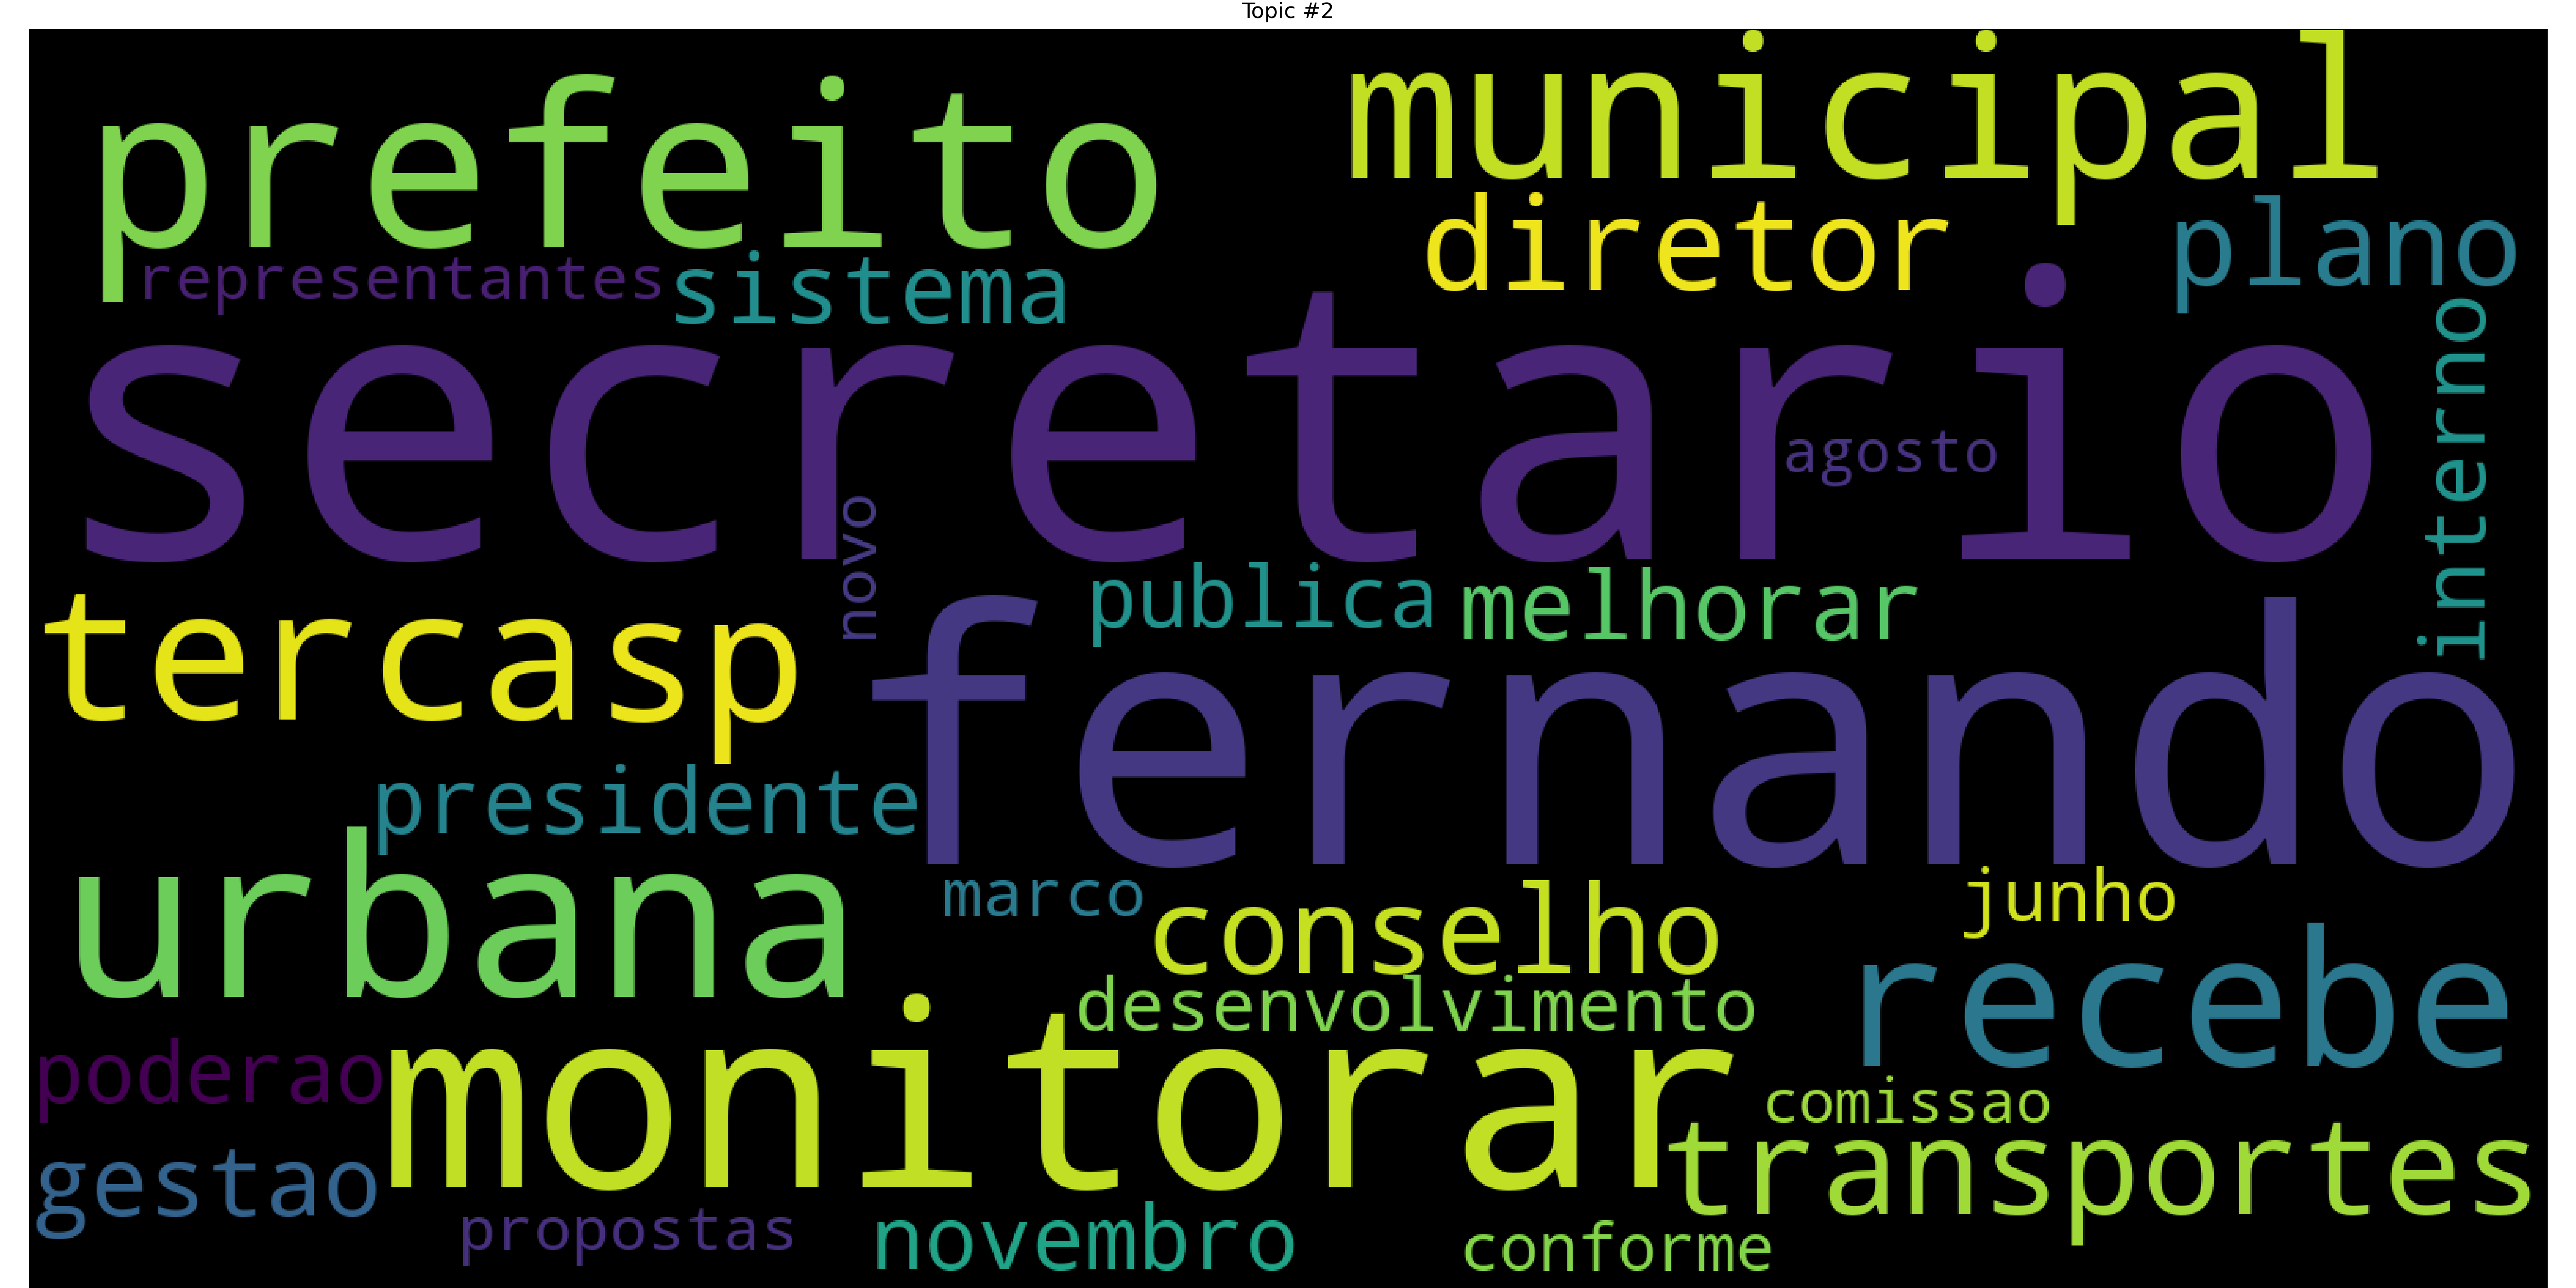 Topic #2
prefeito
municipal
diretor
plano
representantes
sistema
secretario
interno
agosto
novo
publica
melhorar
tercasp
fernando
presidente
urbana
marco
conselho
junho
recebe
desenvolvimento
poderao
monitorar
comissao
transportes
gestao
propostas
novembro
conforme